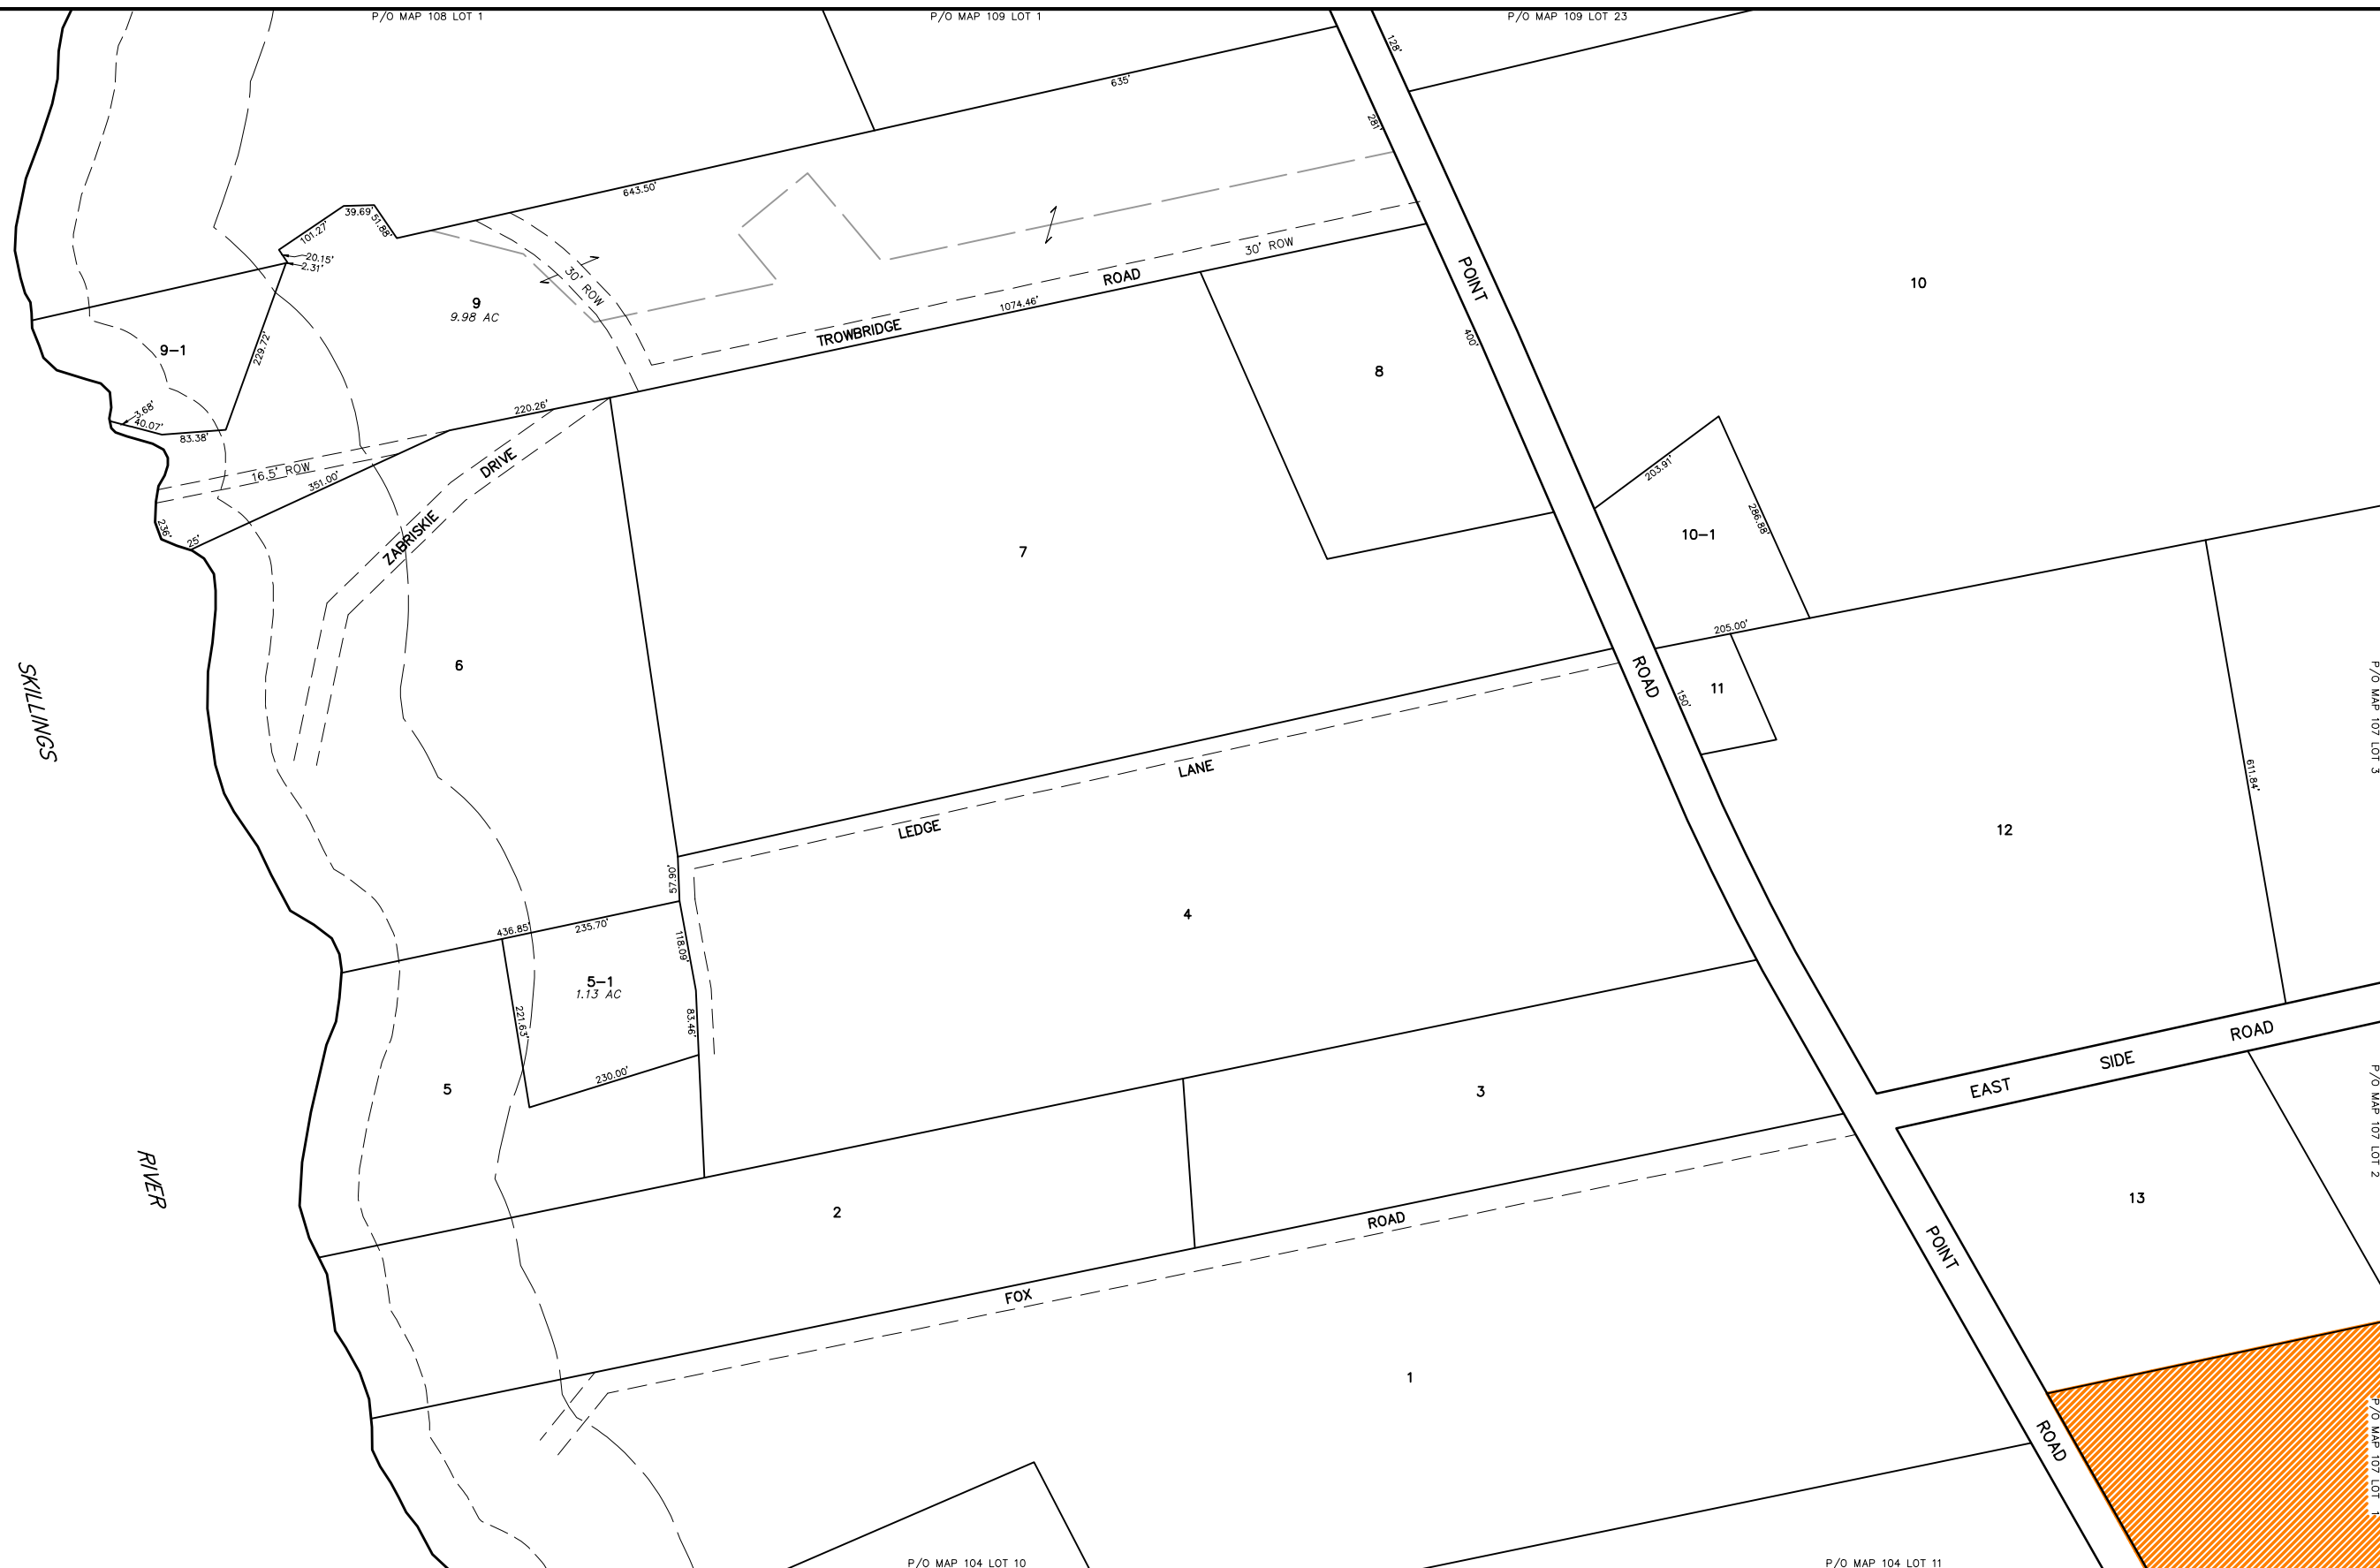 P/O MAP 108 LOT 1
P/O MAP 109 LOT 1
P/O MAP 109 LOT 23
128'
635'
281'
643.50'
39.69'
51.88'
101.27'
20.15'
2.31'
30' ROW
30' ROW
9
9.98 AC
TROWBRIDGE ROAD
1074.46'
POINT ROAD
400'
10
9-1
229.72'
8
3.68'
40.07'
83.38'
220.26'
16.5' ROW
351.00'
236'
25'
ZABRISKIE DRIVE
203.91'
286.88'
10-1
7
205.00'
11
150'
6
SKILLINGS RIVER
P/O MAP 107 LOT 3
611.84'
LEDGE LANE
12
57.90'
436.85'
235.70'
118.09'
4
5-1
1.13 AC
221.63'
83.46'
230.00'
5
EAST SIDE ROAD
3
P/O MAP 107 LOT 2
2
13
FOX ROAD
POINT ROAD
1
P/O MAP 107 LOT 1
P/O MAP 104 LOT 10
P/O MAP 104 LOT 11